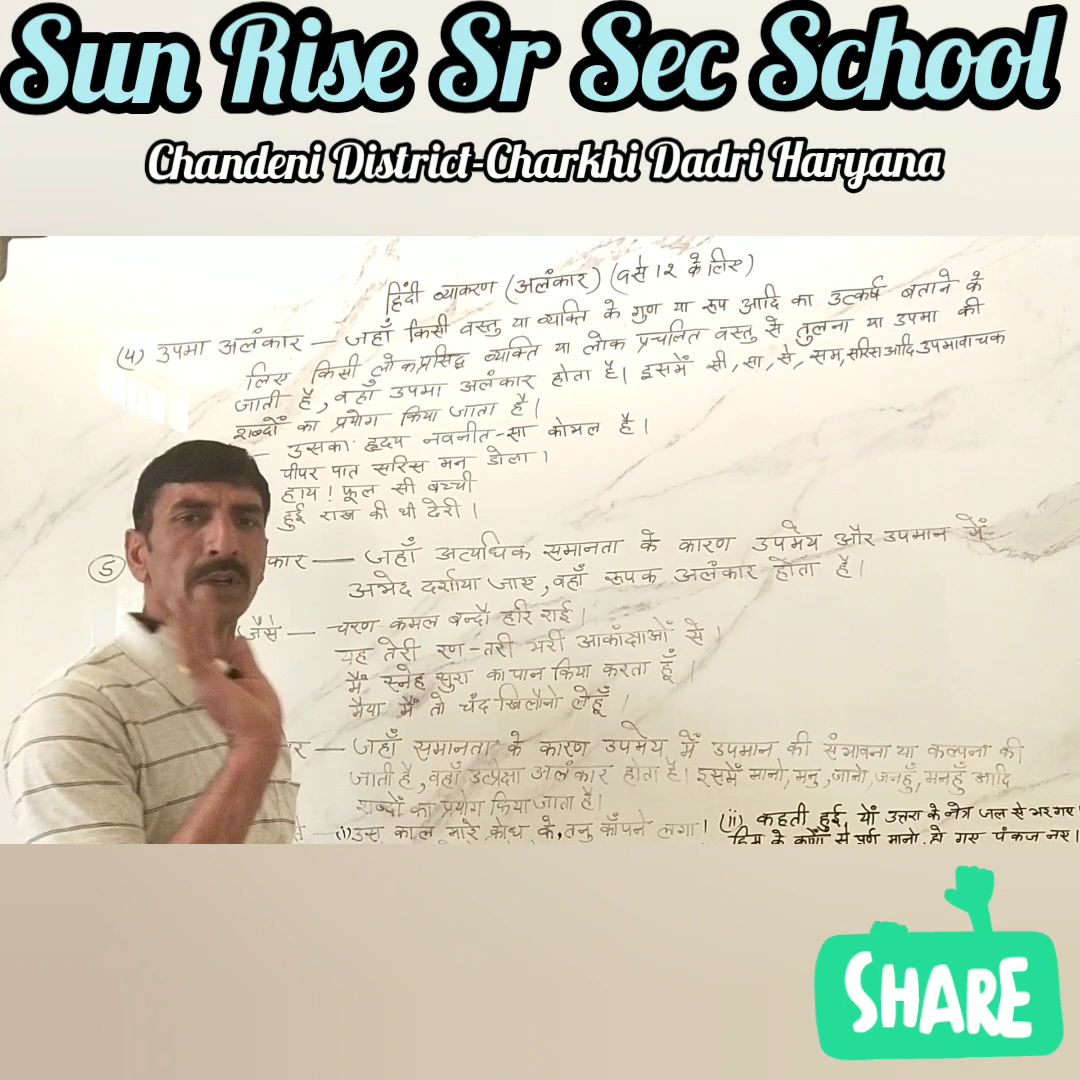 Sun Rise Sr Sec School
Chandeni District-Charkhi Dadri Haryana
हिंदी व्याकरण (अलंकार) (9 से 12 के लिए)
(4) उपमा अलंकार — जहाँ किसी वस्तु या व्यक्ति के गुण या रूप आदि का उत्कर्ष बताने के
लिए किसी लोकप्रसिद्ध व्यक्ति या लोक प्रचलित वस्तु से तुलना या उपमा की
जाती है, वहाँ उपमा अलंकार होता है। इसमें सी, सा, से, सम, सरिस आदि उपमावाचक
शब्दों का प्रयोग किया जाता है।
— उसका हृदय नवनीत-सा कोमल है।
पीपर पात सरिस मन डोला।
हाय! फूल सी बच्ची
हुई राख की थी ढेरी।
5 कार — जहाँ अत्यधिक समानता के कारण उपमेय और उपमान में
अभेद दर्शाया जाए, वहाँ रूपक अलंकार होता है।
जैसे — चरण कमल बन्दौ हरि राई।
यह तेरी रण-तरी भरी आकाँक्षाओं से।
मैं स्नेह सुरा का पान किया करता हूँ।
मैया मैं तो चँद खिलौनो लेहूँ।
र — जहाँ समानता के कारण उपमेय में उपमान की संभावना या कल्पना की
जाती है, वहाँ उत्प्रेक्षा अलंकार होता है। इसमें मानो, मनु, जानो, जनहुँ, मनहुँ आदि
शब्दों का प्रयोग किया जाता है।
(i) उस काल मारे क्रोध के, तनु काँपने लगा। (ii) कहती हुई, यों उत्तरा के नेत्र जल से भर गए
हिम के कणों से पूर्ण मानो, हो गए पंकज नए।
SHARE